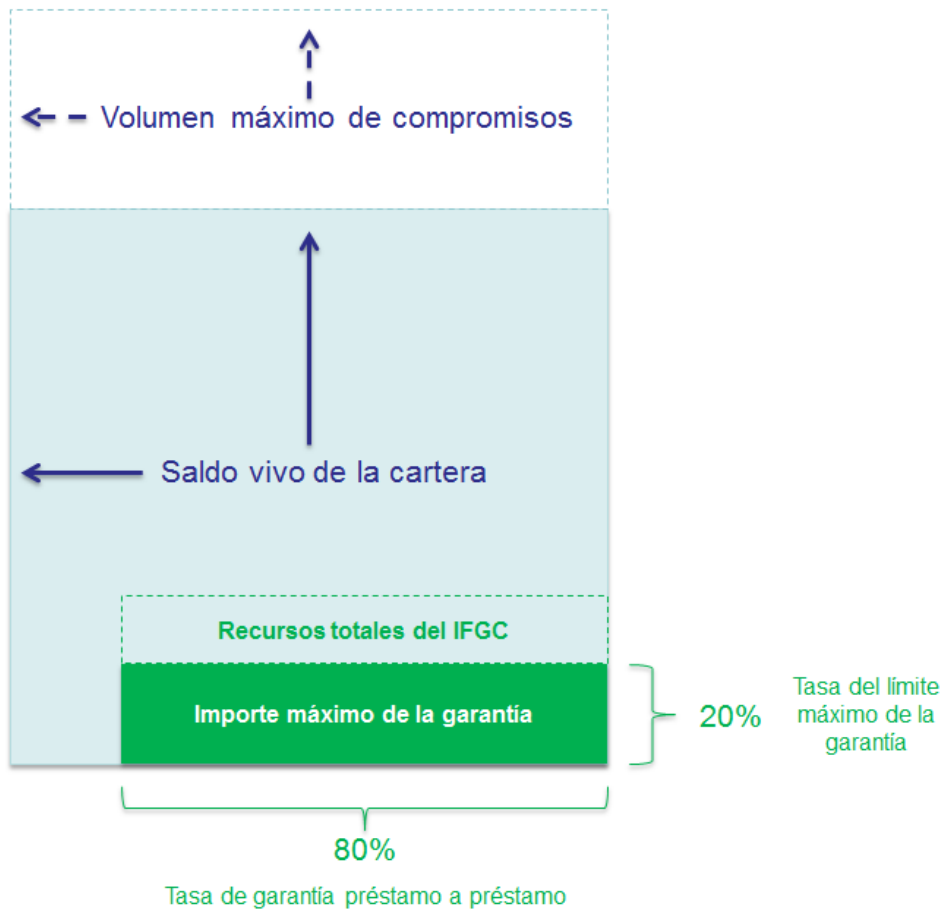 Volumen máximo de compromisos
Saldo vivo de la cartera
Recursos totales del IFGC
Importe máximo de la garantía
20%
Tasa del límite
máximo de la
garantía
80%
Tasa de garantía préstamo a préstamo